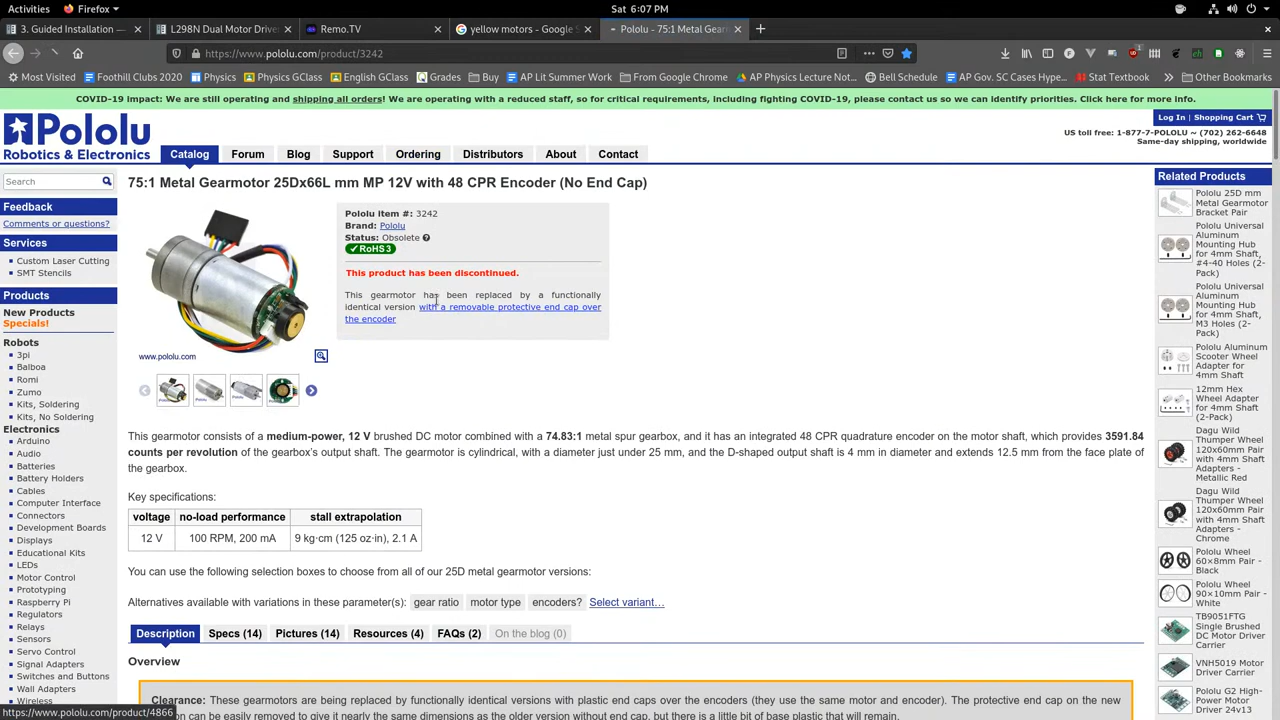 Activities
Firefox
Sat 6:07 PM
3. Guided Installation —
L298N Dual Motor Driver
Remo.TV
yellow motors - Google S
Pololu - 75:1 Metal Gearm
https://www.pololu.com/product/3242
Most Visited
Foothill Clubs 2020
Physics
Physics GClass
English GClass
Grades
Buy
AP Lit Summer Work
From Google Chrome
AP Physics Lecture Not…
Bell Schedule
AP Gov. SC Cases Hype…
Stat Textbook
Other Bookmarks
COVID-19 impact: We are still operating and shipping all orders! We are operating with a reduced staff, so for critical requirements, including fighting COVID-19, please contact us so we can identify priorities. Click here for more info.
Pololu
Robotics & Electronics
Log In | Shopping Cart
US toll free: 1-877-7-POLOLU ~ (702) 262-6648
Same-day shipping, worldwide
Catalog
Forum
Blog
Support
Ordering
Distributors
About
Contact
Search
Feedback
Comments or questions?
Services
Custom Laser Cutting
SMT Stencils
Products
New Products
Specials!
Robots
3pi
Balboa
Romi
Zumo
Kits, Soldering
Kits, No Soldering
Electronics
Arduino
Audio
Batteries
Battery Holders
Cables
Computer Interface
Connectors
Development Boards
Displays
Educational Kits
LEDs
Motor Control
Prototyping
Raspberry Pi
Regulators
Relays
Sensors
Servo Control
Signal Adapters
Switches and Buttons
Wall Adapters
Wireless
https://www.pololu.com/product/4866
75:1 Metal Gearmotor 25Dx66L mm MP 12V with 48 CPR Encoder (No End Cap)
www.pololu.com
Pololu Item #: 3242
Brand: Pololu
Status: Obsolete
✔RoHS 3
This product has been discontinued.
This gearmotor has been replaced by a functionally
identical version with a removable protective end cap over
the encoder
This gearmotor consists of a medium-power, 12 V brushed DC motor combined with a 74.83:1 metal spur gearbox, and it has an integrated 48 CPR quadrature encoder on the motor shaft, which provides 3591.84
counts per revolution of the gearbox's output shaft. The gearmotor is cylindrical, with a diameter just under 25 mm, and the D-shaped output shaft is 4 mm in diameter and extends 12.5 mm from the face plate of
the gearbox.
Key specifications:
voltage
no-load performance
stall extrapolation
12 V
100 RPM, 200 mA
9 kg·cm (125 oz·in), 2.1 A
You can use the following selection boxes to choose from all of our 25D metal gearmotor versions:
Alternatives available with variations in these parameter(s): gear ratio motor type encoders? Select variant…
Description
Specs (14)
Pictures (14)
Resources (4)
FAQs (2)
On the blog (0)
Overview
Clearance: These gearmotors are being replaced by functionally identical versions with plastic end caps over the encoders (they use the same motor and encoder). The protective end cap on the new
can be easily removed to give it nearly the same dimensions as the older version without end cap, but there is a little bit of base plastic that will remain.
Related Products
Pololu 25D mm
Metal Gearmotor
Bracket Pair
Pololu Universal
Aluminum
Mounting Hub
for 4mm Shaft,
#4-40 Holes (2-
Pack)
Pololu Universal
Aluminum
Mounting Hub
for 4mm Shaft,
M3 Holes (2-
Pack)
Pololu Aluminum
Scooter Wheel
Adapter for
4mm Shaft
12mm Hex
Wheel Adapter
for 4mm Shaft
(2-Pack)
Dagu Wild
Thumper Wheel
120x60mm Pair
with 4mm Shaft
Adapters -
Metallic Red
Dagu Wild
Thumper Wheel
120x60mm Pair
with 4mm Shaft
Adapters -
Chrome
Pololu Wheel
60×8mm Pair -
Black
Pololu Wheel
90×10mm Pair -
White
TB9051FTG
Single Brushed
DC Motor Driver
Carrier
VNH5019 Motor
Driver Carrier
Pololu G2 High-
Power Motor
Driver 24v13